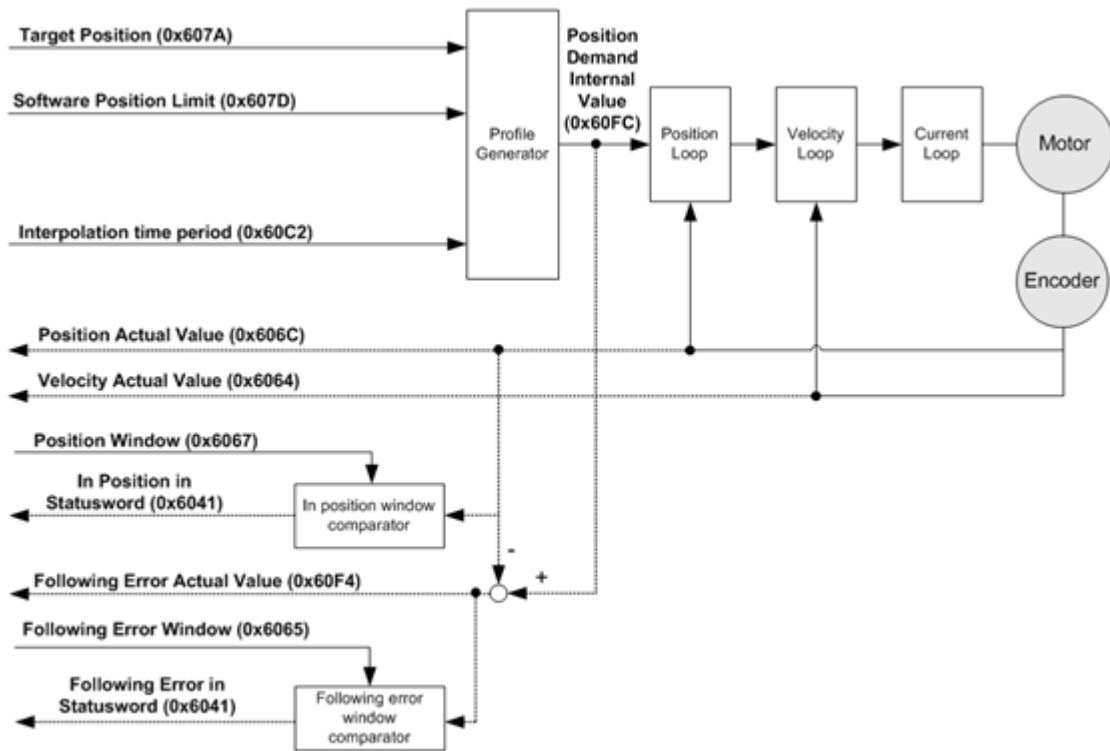 Target Position (0x607A)
Software Position Limit (0x607D)
Interpolation time period (0x60C2)
Profile
Generator
Position
Demand
Internal
Value
(0x60FC)
Position
Loop
Velocity
Loop
Current
Loop
Motor
Encoder
Position Actual Value (0x606C)
Velocity Actual Value (0x6064)
Position Window (0x6067)
In Position in
Statusword (0x6041)
In position window
comparator
-
+
Following Error Actual Value (0x60F4)
Following Error Window (0x6065)
Following Error in
Statusword (0x6041)
Following error
window
comparator